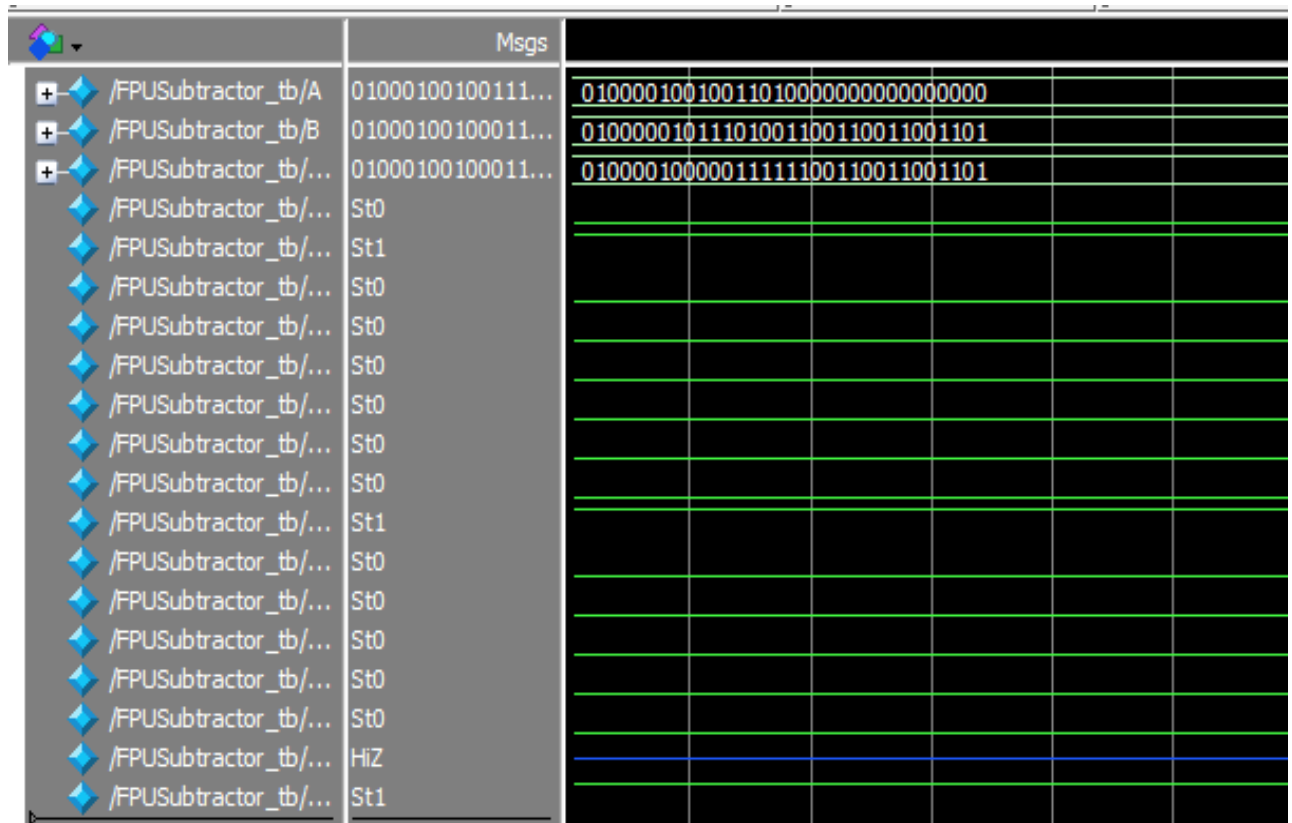 Msgs
/FPUSubtractor_tb/A 01000100100111... 01000010010011010000000000000000
/FPUSubtractor_tb/B 01000100100011... 01000001011101001100110011001101
/FPUSubtractor_tb/... 01000100100011... 01000010000011111100110011001101
/FPUSubtractor_tb/... St0
/FPUSubtractor_tb/... St1
/FPUSubtractor_tb/... St0
/FPUSubtractor_tb/... St0
/FPUSubtractor_tb/... St0
/FPUSubtractor_tb/... St0
/FPUSubtractor_tb/... St0
/FPUSubtractor_tb/... St0
/FPUSubtractor_tb/... St1
/FPUSubtractor_tb/... St0
/FPUSubtractor_tb/... St0
/FPUSubtractor_tb/... St0
/FPUSubtractor_tb/... St0
/FPUSubtractor_tb/... St0
/FPUSubtractor_tb/... HiZ
/FPUSubtractor_tb/... St1